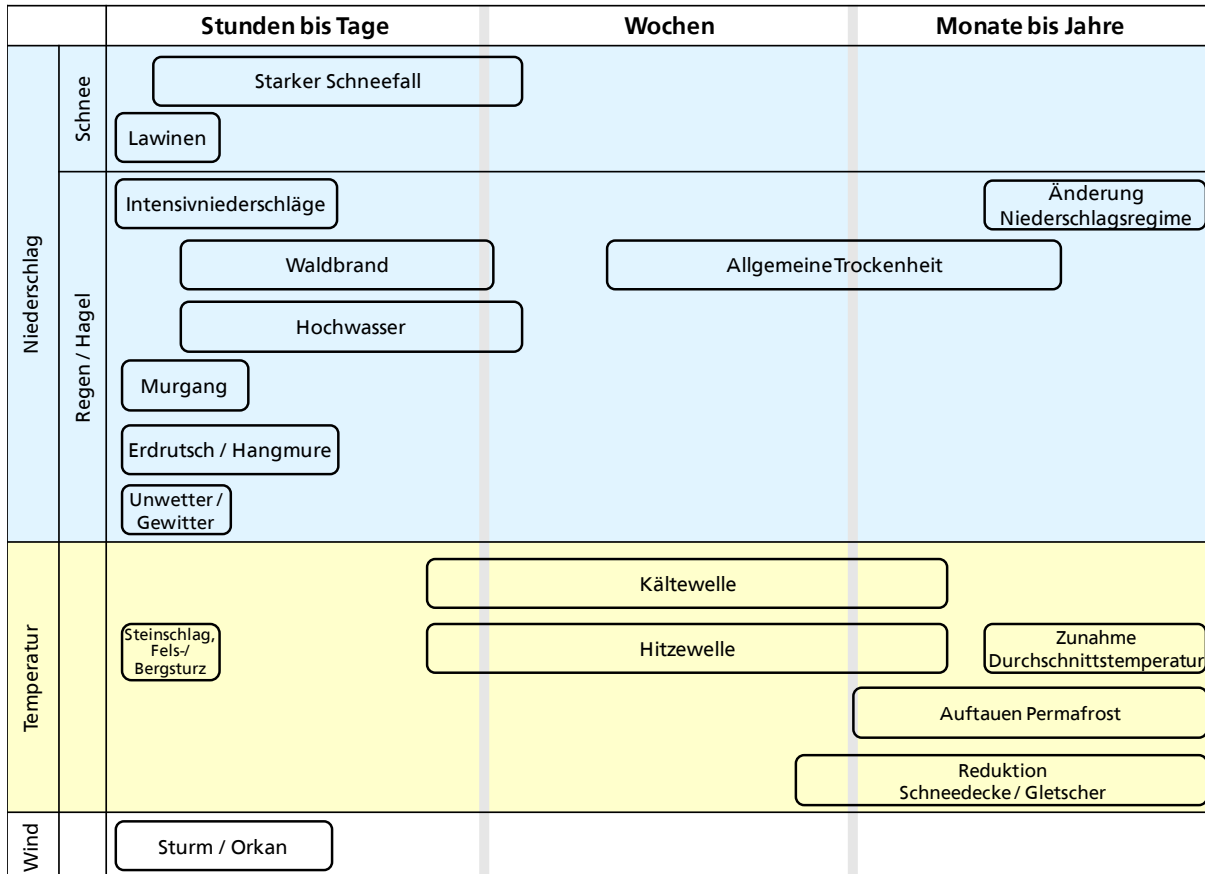 Stunden bis Tage
Wochen
Monate bis Jahre
Niederschlag
Schnee
Starker Schneefall
Lawinen
Regen / Hagel
Intensivniederschläge
Änderung
Niederschlagsregime
Waldbrand
Allgemeine Trockenheit
Hochwasser
Murgang
Erdrutsch / Hangmure
Unwetter /
Gewitter
Temperatur
Kältewelle
Steinschlag,
Fels-/
Bergsturz
Hitzewelle
Zunahme
Durchschnittstemperatur
Auftauen Permafrost
Reduktion
Schneedecke / Gletscher
Wind
Sturm / Orkan